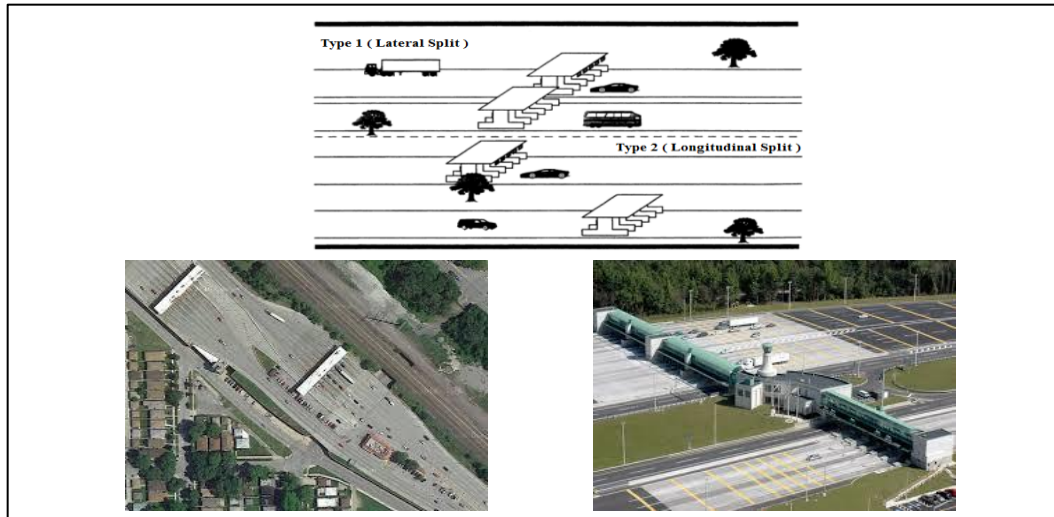 Type 1 ( Lateral Split )
Type 2 ( Longitudinal Split )